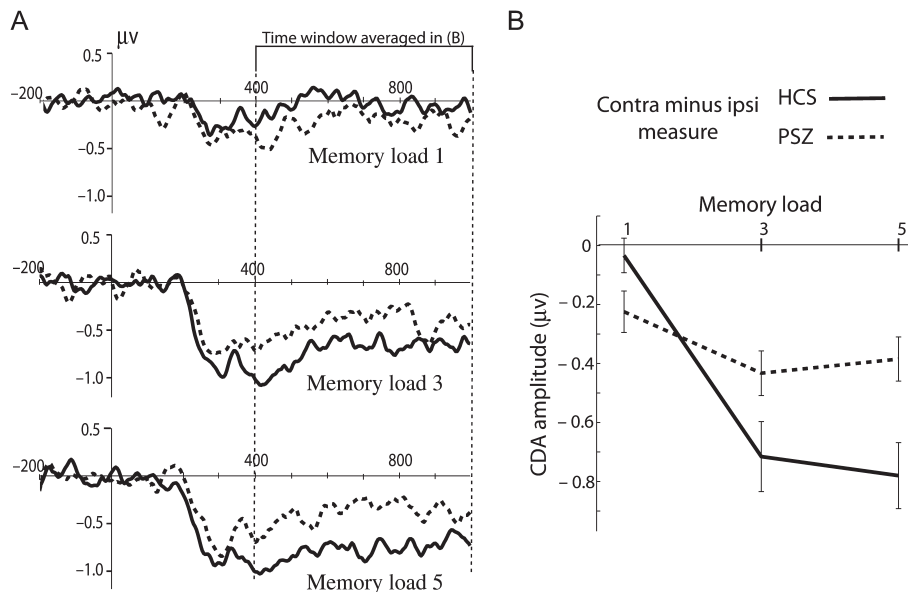 A
μv
Time window averaged in (B)
0.5
−200
400
800
−0.5
Memory load 1
−1.0
0.5
−200
400
800
−0.5
−1.0
Memory load 3
0.5
−200
400
800
−0.5
−1.0
Memory load 5
B
Contra minus ipsi
measure
HCS
PSZ
Memory load
1
3
5
CDA amplitude (μv)
0
−0.2
−0.4
−0.6
−0.8